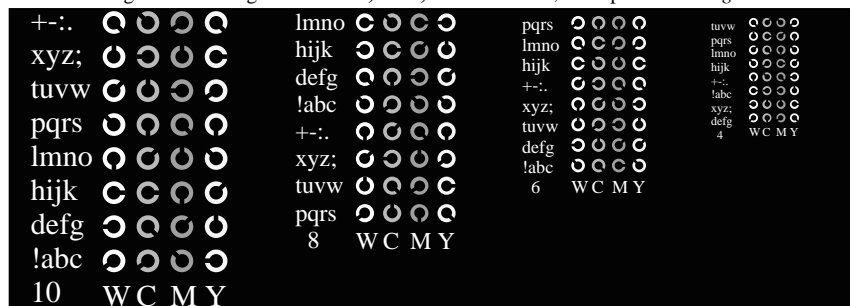 +-:.
xyz;
tuvw
pqrs
lmno
hijk
defg
!abc
10 W C M Y
lmno
hijk
defg
!abc
+-:.
xyz;
tuvw
pqrs
8 W C M Y
pqrs
lmno
hijk
+-:.
xyz;
tuvw
defg
!abc
6 W C M Y
tuvw
pqrs
lmno
hijk
+-:.
!abc
xyz;
defg
4 W C M Y